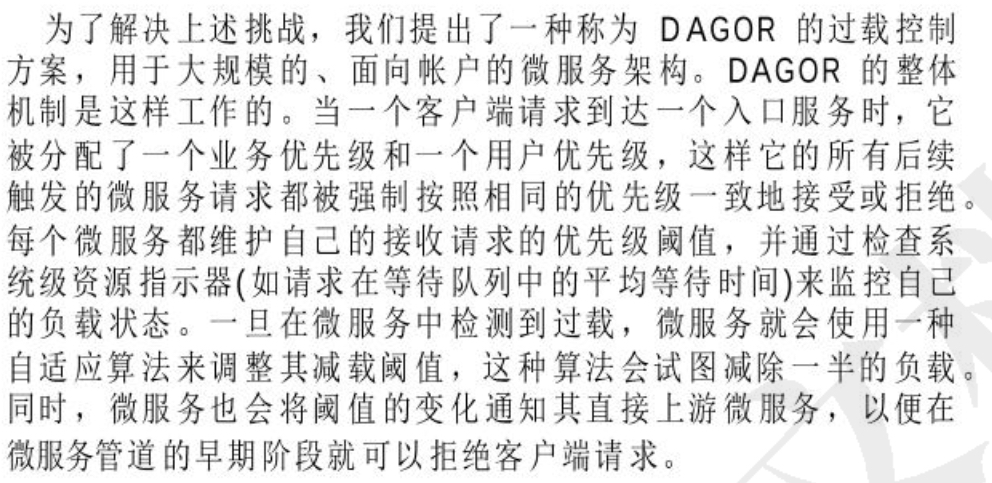 为了解决上述挑战，我们提出了一种称为 DAGOR 的过载控制
方案，用于大规模的、面向帐户的微服务架构。DAGOR 的整体
机制是这样工作的。当一个客户端请求到达一个入口服务时，它
被分配了一个业务优先级和一个用户优先级，这样它的所有后续
触发的微服务请求都被强制按照相同的优先级一致地接受或拒绝。
每个微服务都维护自己的接收请求的优先级阈值，并通过检查系
统级资源指示器(如请求在等待队列中的平均等待时间)来监控自己
的负载状态。一旦在微服务中检测到过载，微服务就会使用一种
自适应算法来调整其减载阈值，这种算法会试图减除一半的负载。
同时，微服务也会将阈值的变化通知其直接上游微服务，以便在
微服务管道的早期阶段就可以拒绝客户端请求。